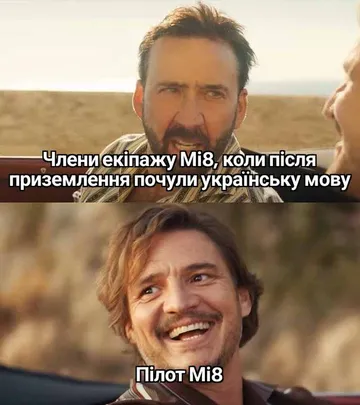 Члени екіпажу Мі8, коли після
приземлення почули українську мову
Пілот Мі8